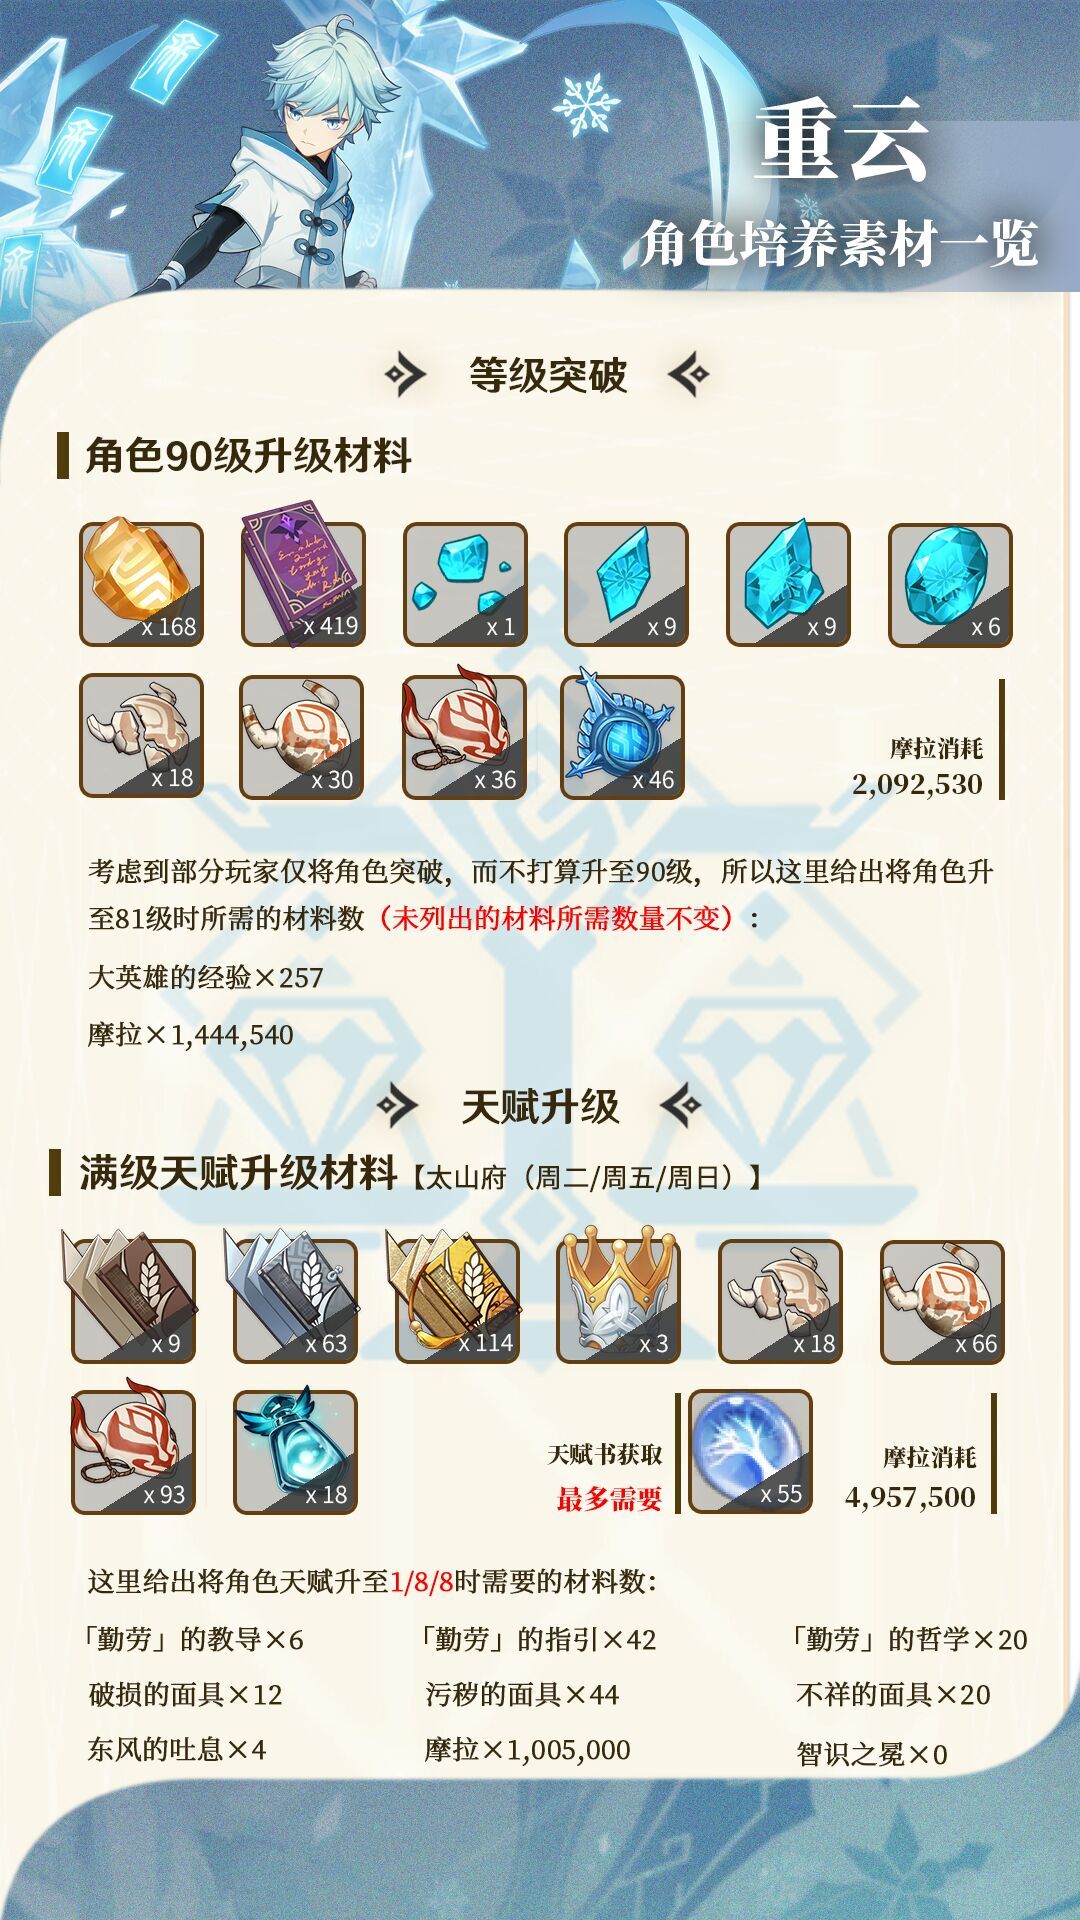 重云
角色培养素材一览
等级突破
角色90级升级材料
x 168
x 419
x 1
x 9
x 9
x 6
x 18
x 30
x 36
x 46
摩拉消耗
2,092,530
考虑到部分玩家仅将角色突破，而不打算升至90级，所以这里给出将角色升
至81级时所需的材料数（未列出的材料所需数量不变）：
大英雄的经验×257
摩拉×1,444,540
天赋升级
满级天赋升级材料【太山府（周二/周五/周日）】
x 9
x 63
x 114
x 3
x 18
x 66
x 93
x 18
天赋书获取
最多需要
x 55
摩拉消耗
4,957,500
这里给出将角色天赋升至1/8/8时需要的材料数：
「勤劳」的教导×6 「勤劳」的指引×42 「勤劳」的哲学×20
破损的面具×12 污秽的面具×44 不祥的面具×20
东风的吐息×4 摩拉×1,005,000 智识之冕×0